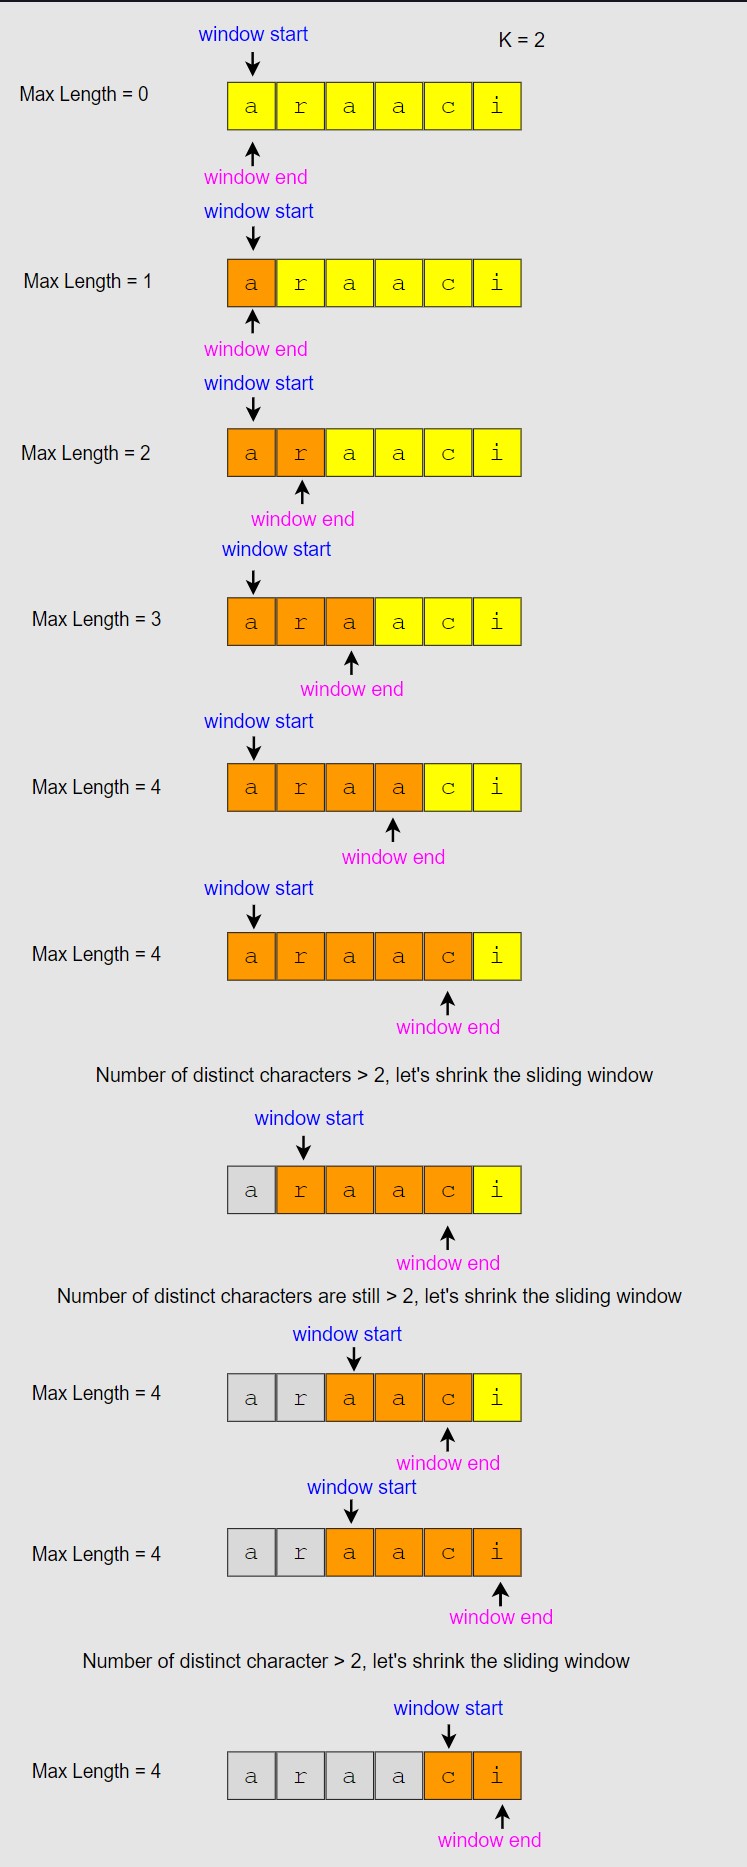 window start
K = 2
Max Length = 0
a r a a c i
window end
window start
Max Length = 1
a r a a c i
window end
window start
Max Length = 2
a r a a c i
window end
window start
Max Length = 3
a r a a c i
window end
window start
Max Length = 4
a r a a c i
window end
window start
Max Length = 4
a r a a c i
window end
Number of distinct characters > 2, let's shrink the sliding window
window start
a r a a c i
window end
Number of distinct characters are still > 2, let's shrink the sliding window
window start
Max Length = 4
a r a a c i
window end
window start
Max Length = 4
a r a a c i
window end
Number of distinct character > 2, let's shrink the sliding window
window start
Max Length = 4
a r a a c i
window end